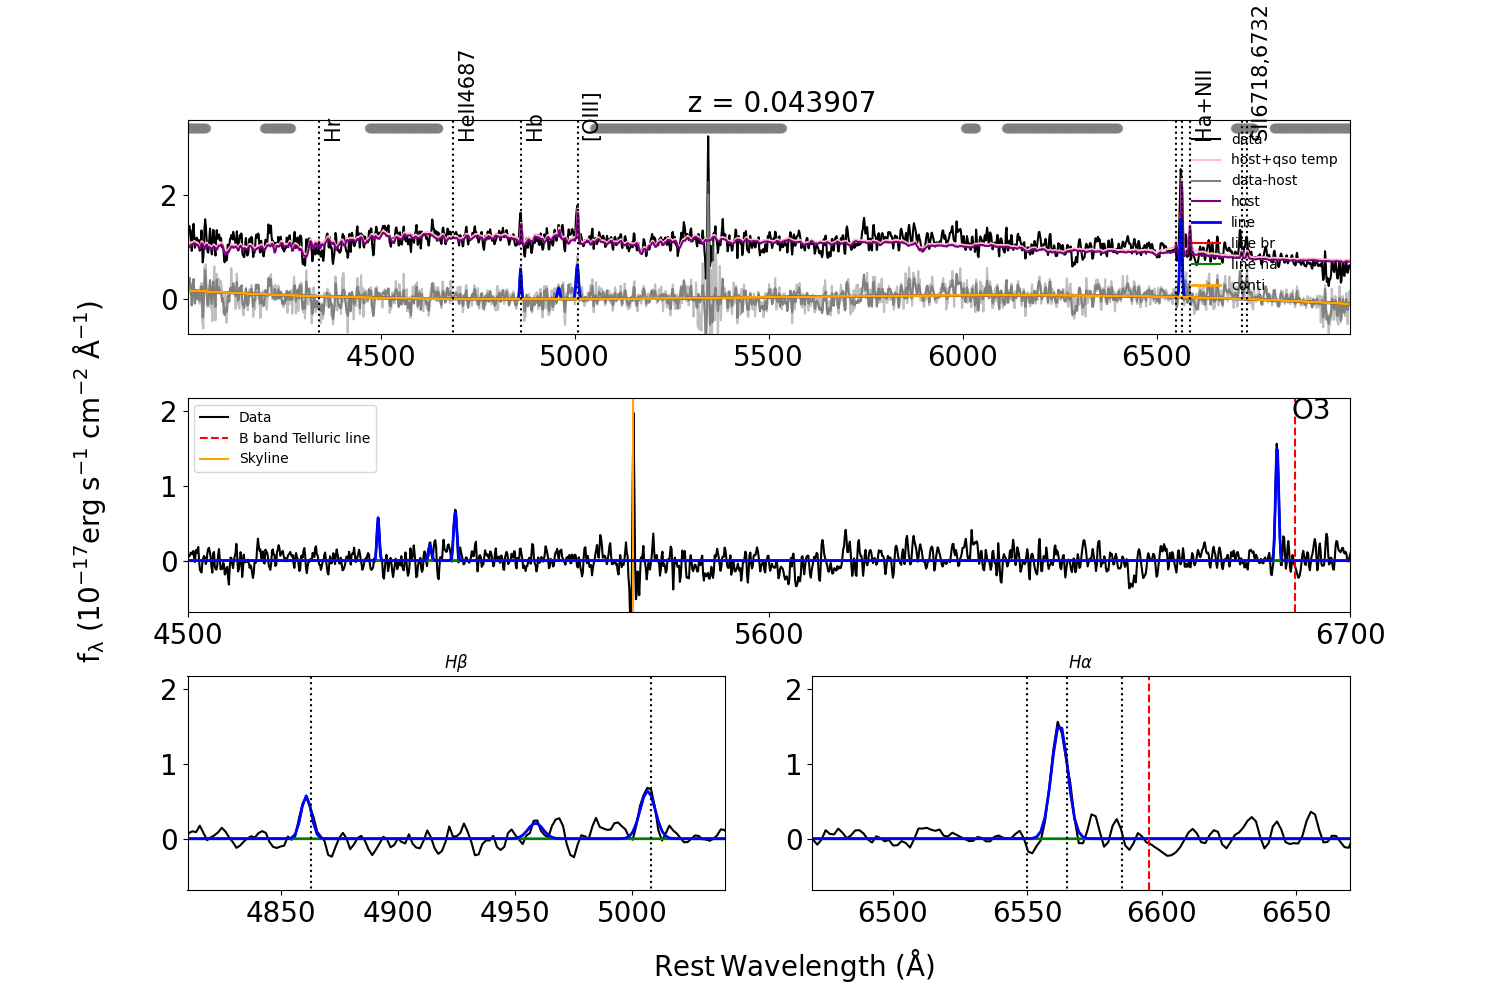 z = 0.043907
Hr
HeII4687
Hb
[OIII]
Ha+NII
SII6718,6732
data
host+qso temp
data-host
host
line
line br
line na
conti
2
0
4500
5000
5500
6000
6500
fλ (10−17erg s−1 cm−2 Å−1)
Data
B band Telluric line
Skyline
O3
2
1
0
4500
5600
6700
Hβ
2
1
0
4850
4900
4950
5000
Hα
2
1
0
6500
6550
6600
6650
Rest Wavelength (Å)